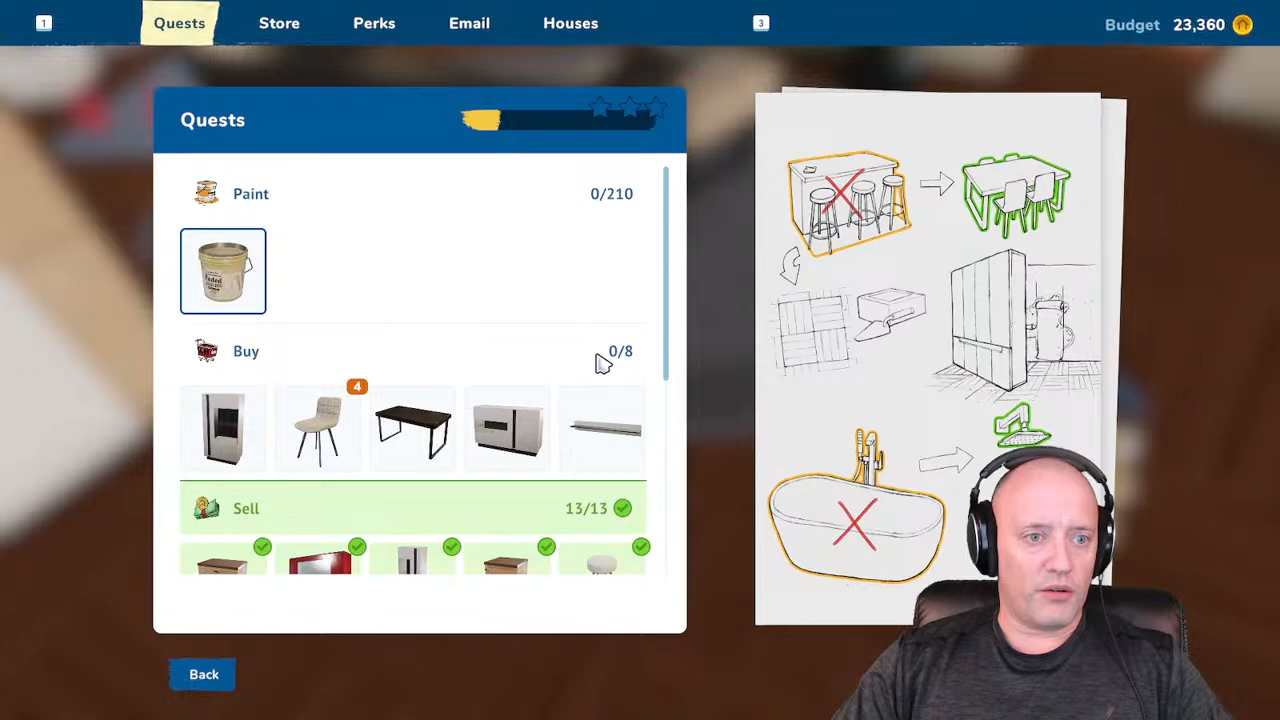 1 Quests Store Perks Email Houses 3 Budget 23,360
Quests
Paint 0/210
Buy 0/8
4
Sell 13/13
Back